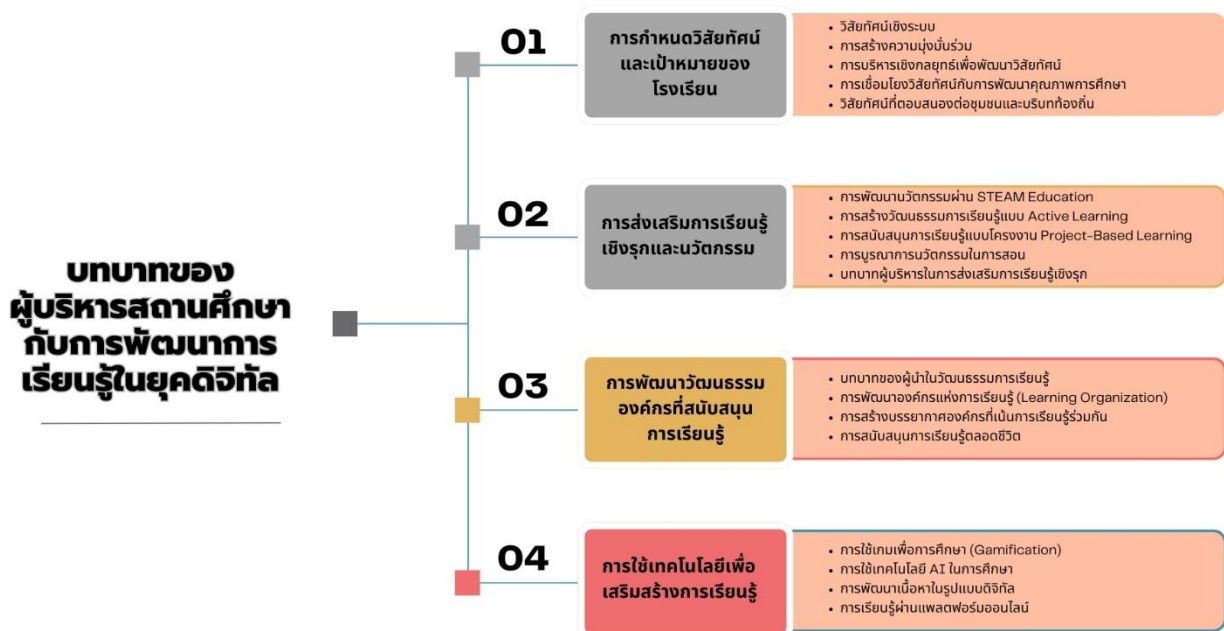 บทบาทของ
ผู้บริหารสถานศึกษา
กับการพัฒนาการ
เรียนรู้ในยุคดิจิทัล
01
การกำหนดวิสัยทัศน์
และเป้าหมายของ
โรงเรียน
• วิสัยทัศน์เชิงระบบ
• การสร้างความมุ่งมั่นร่วม
• การบริหารเชิงกลยุทธ์เพื่อพัฒนาวิสัยทัศน์
• การเชื่อมโยงวิสัยทัศน์กับการพัฒนาคุณภาพการศึกษา
• วิสัยทัศน์ที่ตอบสนองต่อชุมชนและบริบทท้องถิ่น
02
การส่งเสริมการเรียนรู้
เชิงรุกและนวัตกรรม
• การพัฒนานวัตกรรมผ่าน STEAM Education
• การสร้างวัฒนธรรมการเรียนรู้แบบ Active Learning
• การสนับสนุนการเรียนรู้แบบโครงงาน Project-Based Learning
• การบูรณาการนวัตกรรมในการสอน
• บทบาทผู้บริหารในการส่งเสริมการเรียนรู้เชิงรุก
03
การพัฒนาวัฒนธรรม
องค์กรที่สนับสนุน
การเรียนรู้
• บทบาทของผู้นำในวัฒนธรรมการเรียนรู้
• การพัฒนาองค์กรแห่งการเรียนรู้ (Learning Organization)
• การสร้างบรรยากาศองค์กรที่เน้นการเรียนรู้ร่วมกัน
• การสนับสนุนการเรียนรู้ตลอดชีวิต
04
การใช้เทคโนโลยีเพื่อ
เสริมสร้างการเรียนรู้
• การใช้เกมเพื่อการศึกษา (Gamification)
• การใช้เทคโนโลยี AI ในการศึกษา
• การพัฒนาเนื้อหาในรูปแบบดิจิทัล
• การเรียนรู้ผ่านแพลตฟอร์มออนไลน์